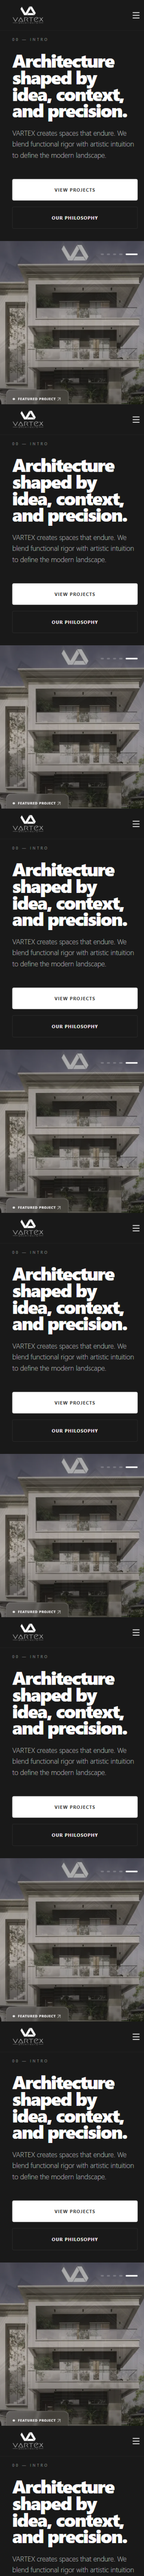 VARTEX
00 — INTRO
Architecture
shaped by
idea, context,
and precision.
VARTEX creates spaces that endure. We
blend functional rigor with artistic intuition
to define the modern landscape.
VIEW PROJECTS
OUR PHILOSOPHY
FEATURED PROJECT
VARTEX
00 — INTRO
Architecture
shaped by
idea, context,
and precision.
VARTEX creates spaces that endure. We
blend functional rigor with artistic intuition
to define the modern landscape.
VIEW PROJECTS
OUR PHILOSOPHY
FEATURED PROJECT
VARTEX
00 — INTRO
Architecture
shaped by
idea, context,
and precision.
VARTEX creates spaces that endure. We
blend functional rigor with artistic intuition
to define the modern landscape.
VIEW PROJECTS
OUR PHILOSOPHY
FEATURED PROJECT
VARTEX
00 — INTRO
Architecture
shaped by
idea, context,
and precision.
VARTEX creates spaces that endure. We
blend functional rigor with artistic intuition
to define the modern landscape.
VIEW PROJECTS
OUR PHILOSOPHY
FEATURED PROJECT
VARTEX
00 — INTRO
Architecture
shaped by
idea, context,
and precision.
VARTEX creates spaces that endure. We
blend functional rigor with artistic intuition
to define the modern landscape.
VIEW PROJECTS
OUR PHILOSOPHY
FEATURED PROJECT
VARTEX
00 — INTRO
Architecture
shaped by
idea, context,
and precision.
VARTEX creates spaces that endure. We
blend functional rigor with artistic intuition
to define the modern landscape.
VIEW PROJECTS
OUR PHILOSOPHY
FEATURED PROJECT
VARTEX
00 — INTRO
Architecture
shaped by
idea, context,
and precision.
VARTEX creates spaces that endure. We
blend functional rigor with artistic intuition